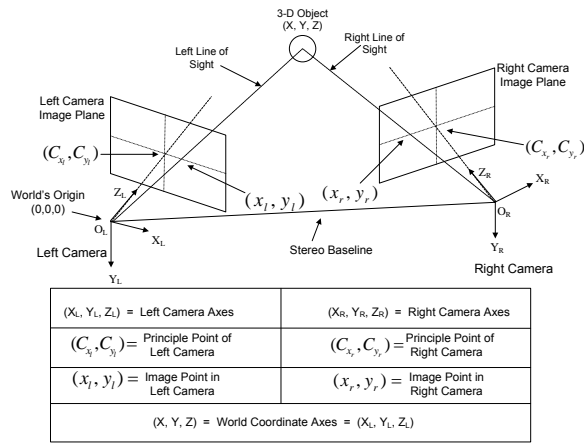 3-D Object
(X, Y, Z)
Left Line of
Sight
Right Line of
Sight
Left Camera
Image Plane
Right Camera
Image Plane
(C_{x_l}, C_{y_l})
(C_{x_r}, C_{y_r})
(x_l, y_l)
(x_r, y_r)
World's Origin
(0,0,0)
Z_L
O_L
X_L
Y_L
Left Camera
Stereo Baseline
Z_R
X_R
O_R
Y_R
Right Camera
(X_L, Y_L, Z_L) = Left Camera Axes
(X_R, Y_R, Z_R) = Right Camera Axes
(C_{x_l}, C_{y_l}) = Principle Point of
Left Camera
(C_{x_r}, C_{y_r}) = Principle Point of
Right Camera
(x_l, y_l) = Image Point in
Left Camera
(x_r, y_r) = Image Point in
Right Camera
(X, Y, Z) = World Coordinate Axes = (X_L, Y_L, Z_L)